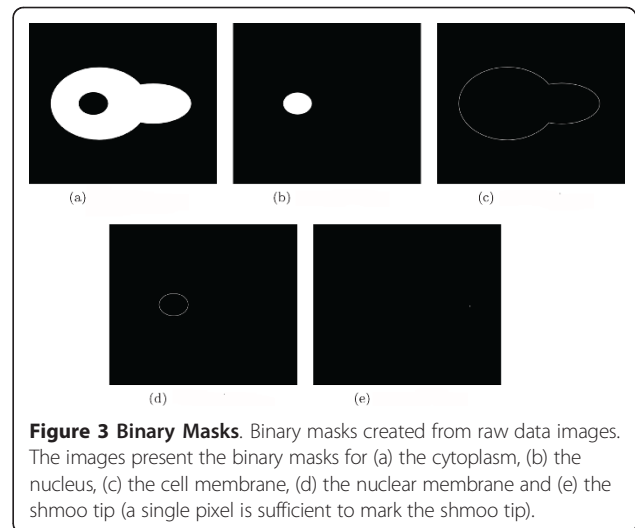 (a)
(b)
(c)
(d)
(e)
Figure 3 Binary Masks. Binary masks created from raw data images.
The images present the binary masks for (a) the cytoplasm, (b) the
nucleus, (c) the cell membrane, (d) the nuclear membrane and (e) the
shmoo tip (a single pixel is sufficient to mark the shmoo tip).